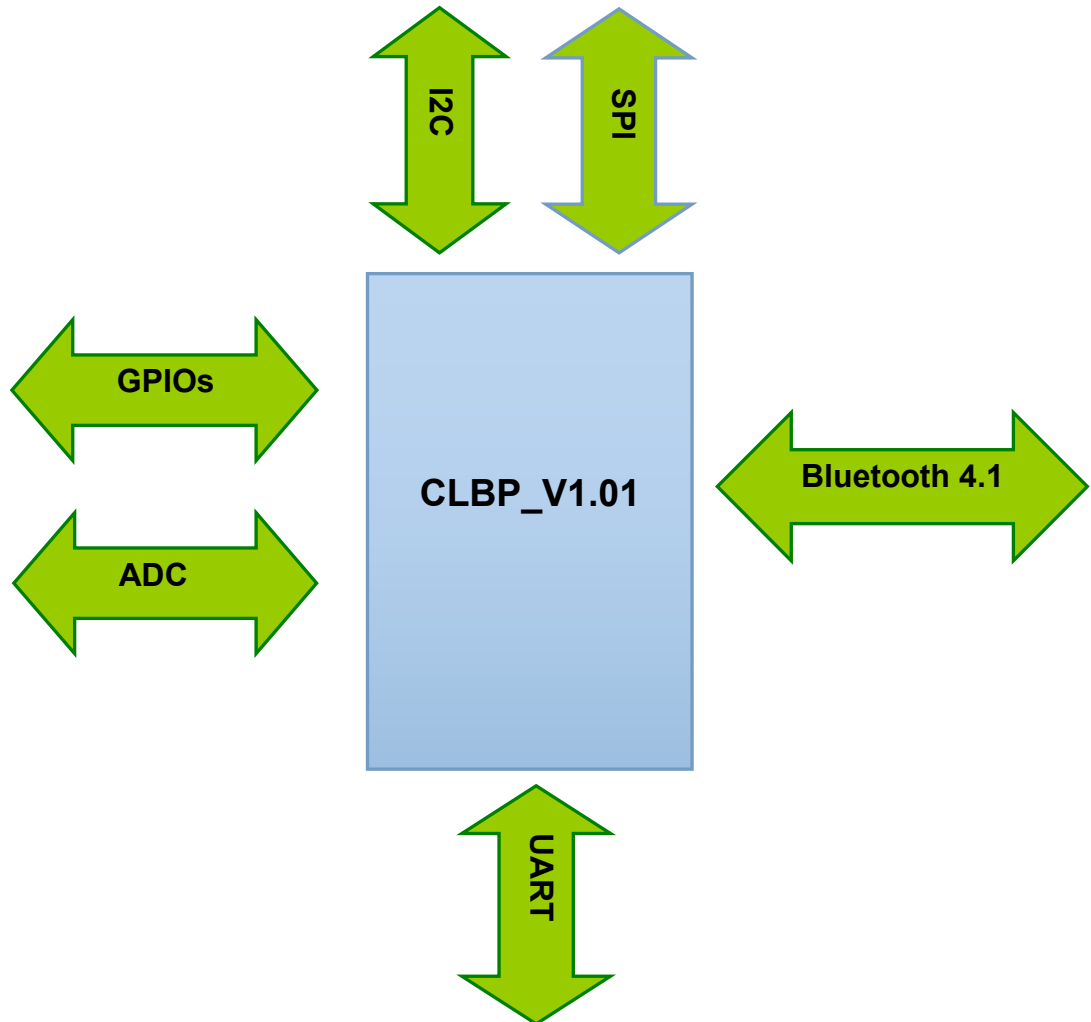 I2C
SPI
GPIOs
CLBP_V1.01
Bluetooth 4.1
ADC
UART